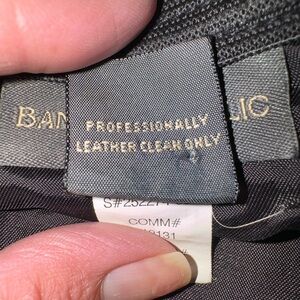 BAN LIC
PROFESSIONALLY
LEATHER CLEAN ONLY
COMM#